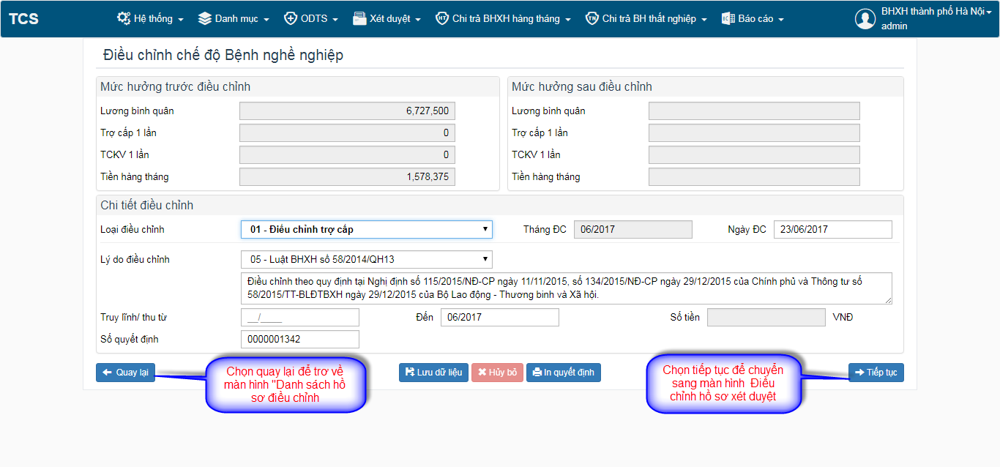 TCS
Hệ thống
Danh mục
ODTS
Xét duyệt
Chi trả BHXH hàng tháng
Chi trả BH thất nghiệp
Báo cáo
BHXH thành phố Hà Nội
admin
Điều chỉnh chế độ Bệnh nghề nghiệp
Mức hưởng trước điều chỉnh
Lương bình quân 6,727,500
Trợ cấp 1 lần 0
TCKV 1 lần 0
Tiền hàng tháng 1,578,375
Mức hưởng sau điều chỉnh
Lương bình quân
Trợ cấp 1 lần
TCKV 1 lần
Tiền hàng tháng
Chi tiết điều chỉnh
Loại điều chỉnh 01 - Điều chỉnh trợ cấp Tháng ĐC 06/2017 Ngày ĐC 23/06/2017
Lý do điều chỉnh 05 - Luật BHXH số 58/2014/QH13
Điều chỉnh theo quy định tại Nghị định số 115/2015/NĐ-CP ngày 11/11/2015, số 134/2015/NĐ-CP ngày 29/12/2015 của Chính phủ và Thông tư số
58/2015/TT-BLĐTBXH ngày 29/12/2015 của Bộ Lao động - Thương binh và Xã hội.
Truy lĩnh/ thu từ __/____ Đến 06/2017 Số tiền VNĐ
Số quyết định 0000001342
Quay lại
Chọn quay lại để trơ về
màn hình "Danh sách hồ
sơ điều chỉnh
Lưu dữ liệu
Hủy bỏ
In quyết định
Chọn tiếp tục để chuyển
sang màn hình Điều
chỉnh hồ sơ xét duyệt
Tiếp tục